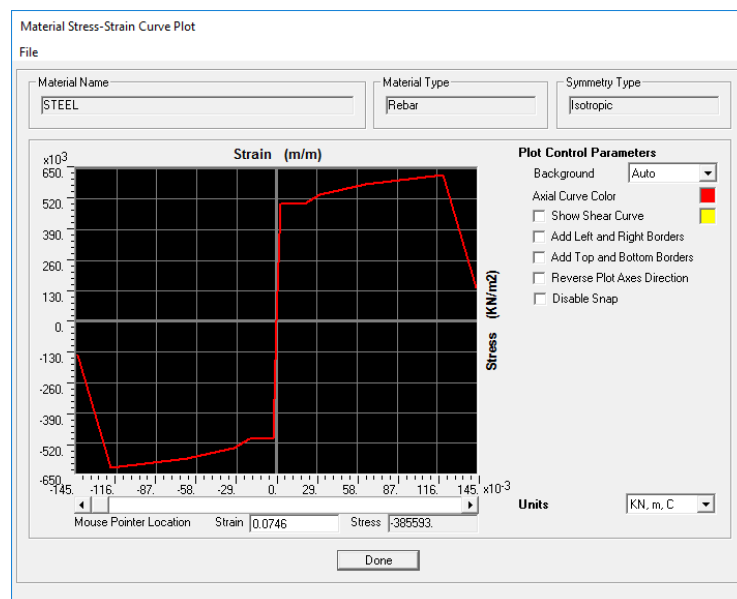 Material Stress-Strain Curve Plot
File
Material Name
STEEL
Material Type
Rebar
Symmetry Type
Isotropic
Strain (m/m)
x10³
650.
520.
390.
260.
130.
0.
-130.
-260.
-390.
-520.
-650.
-145. -116. -87. -58. -29. 0. 29. 58. 87. 116. 145. x10⁻³
Stress (KN/m2)
Mouse Pointer Location Strain 0.0746 Stress -385593.
Plot Control Parameters
Background Auto
Axial Curve Color
Show Shear Curve
Add Left and Right Borders
Add Top and Bottom Borders
Reverse Plot Axes Direction
Disable Snap
Units KN, m, C
Done